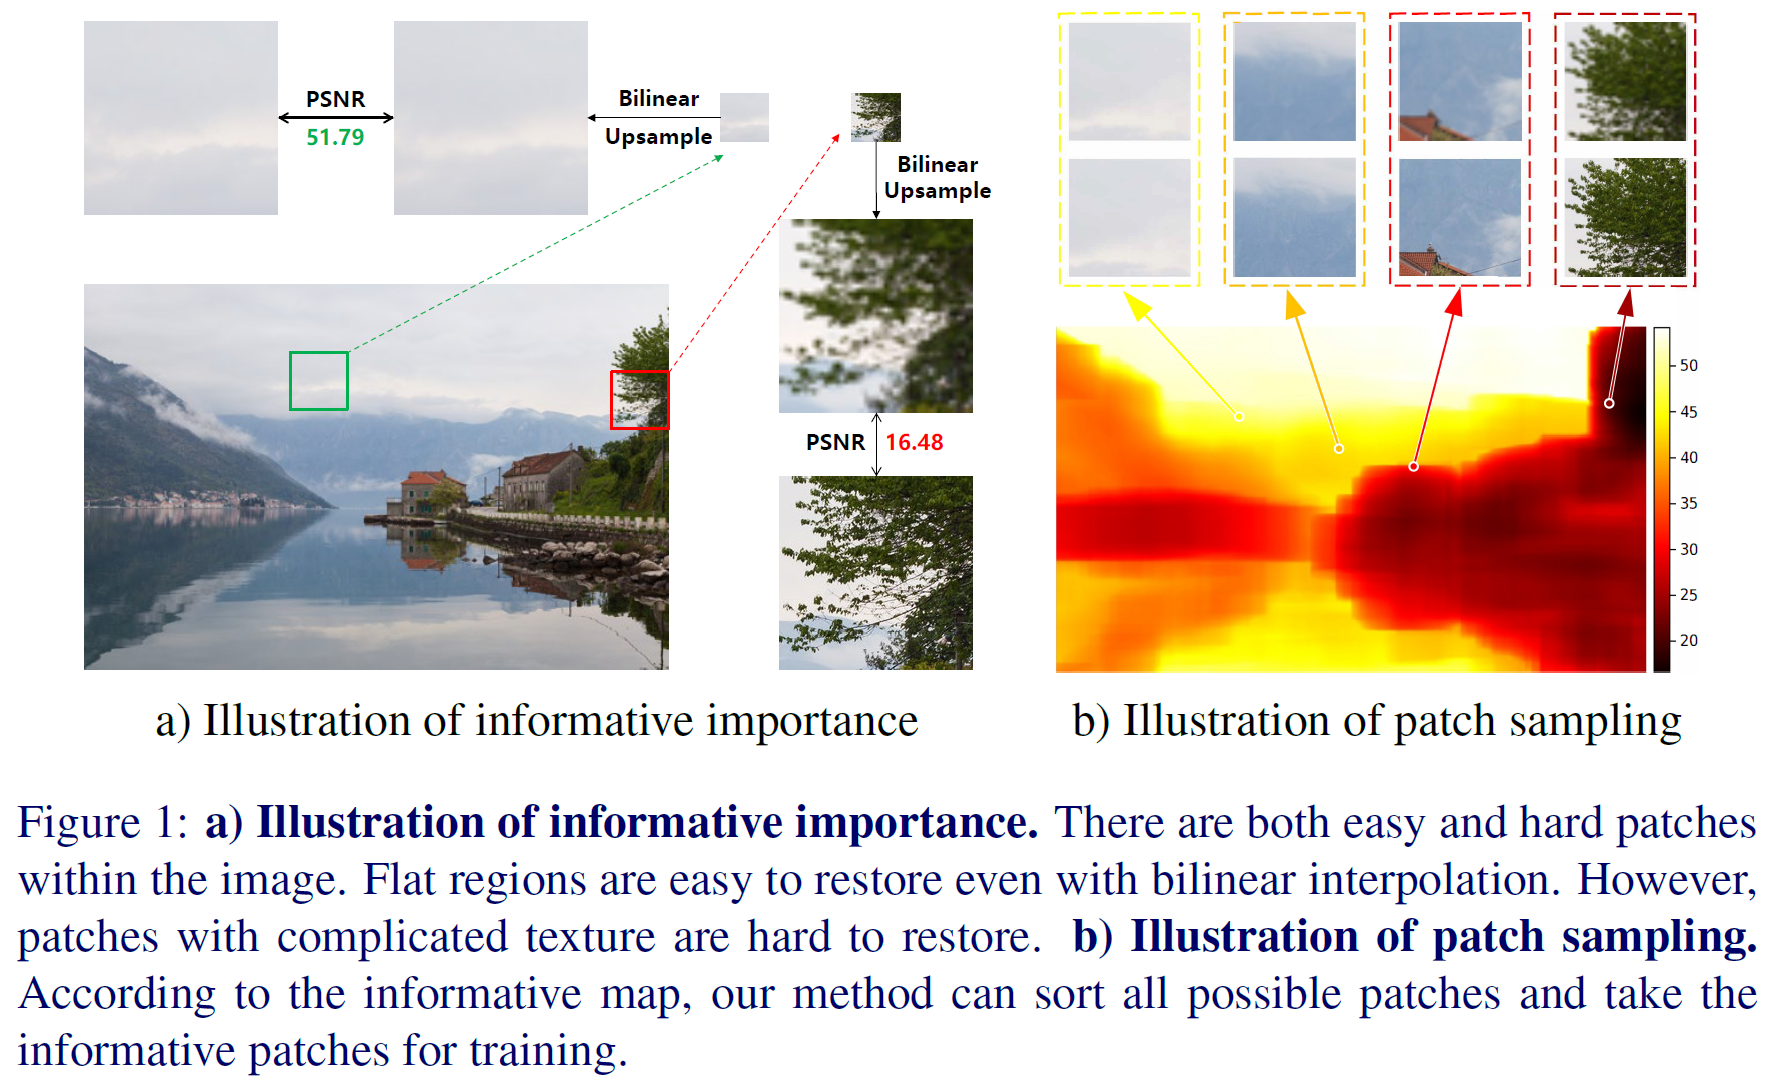 PSNR
51.79
Bilinear
Upsample
Bilinear
Upsample
PSNR 16.48
50
45
40
35
30
25
20
a) Illustration of informative importance
b) Illustration of patch sampling
Figure 1: a) Illustration of informative importance. There are both easy and hard patches
within the image. Flat regions are easy to restore even with bilinear interpolation. However,
patches with complicated texture are hard to restore. b) Illustration of patch sampling.
According to the informative map, our method can sort all possible patches and take the
informative patches for training.